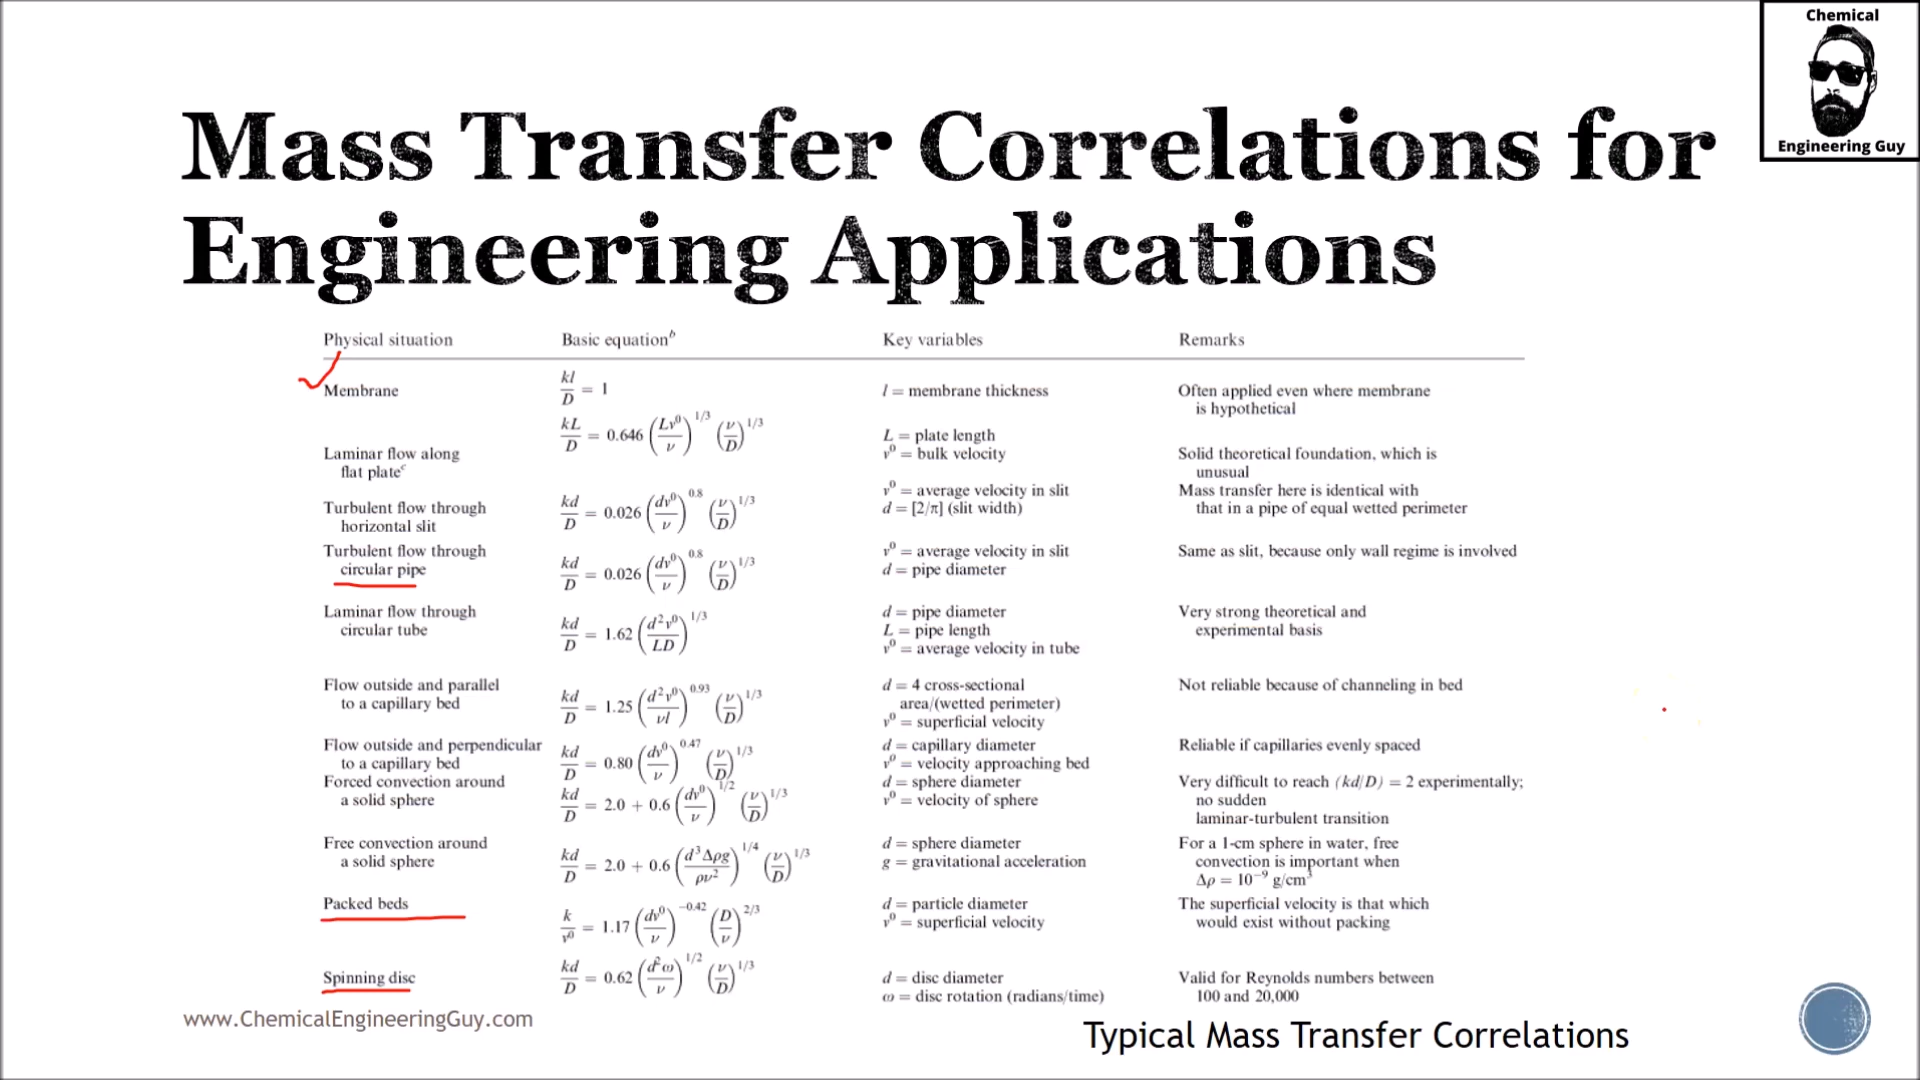 Chemical
Engineering Guy
Mass Transfer Correlations for
Engineering Applications
Physical situation Basic equation^b Key variables Remarks
Membrane kl/D = 1 l = membrane thickness Often applied even where membrane
is hypothetical
kL/D = 0.646 (Lv⁰/ν)^1/3 (ν/D)^1/3 L = plate length
Laminar flow along v⁰ = bulk velocity Solid theoretical foundation, which is
flat plate^c unusual
Turbulent flow through kd/D = 0.026 (dv⁰/ν)^0.8 (ν/D)^1/3 v⁰ = average velocity in slit Mass transfer here is identical with
horizontal slit d = [2/π] (slit width) that in a pipe of equal wetted perimeter
Turbulent flow through kd/D = 0.026 (dv⁰/ν)^0.8 (ν/D)^1/3 v⁰ = average velocity in slit Same as slit, because only wall regime is involved
circular pipe d = pipe diameter
Laminar flow through kd/D = 1.62 (d²v⁰/LD)^1/3 d = pipe diameter Very strong theoretical and
circular tube L = pipe length experimental basis
v⁰ = average velocity in tube
Flow outside and parallel kd/D = 1.25 (d²v⁰/νl)^0.93 (ν/D)^1/3 d = 4 cross-sectional Not reliable because of channeling in bed
to a capillary bed area/(wetted perimeter)
v⁰ = superficial velocity
Flow outside and perpendicular kd/D = 0.80 (dv⁰/ν)^0.47 (ν/D)^1/3 d = capillary diameter Reliable if capillaries evenly spaced
to a capillary bed v⁰ = velocity approaching bed
Forced convection around kd/D = 2.0 + 0.6 (dv⁰/ν)^1/2 (ν/D)^1/3 d = sphere diameter Very difficult to reach (kd/D) = 2 experimentally;
a solid sphere v⁰ = velocity of sphere no sudden
laminar-turbulent transition
Free convection around kd/D = 2.0 + 0.6 (d³Δρg/ρν²)^1/4 (ν/D)^1/3 d = sphere diameter For a 1-cm sphere in water, free
a solid sphere g = gravitational acceleration convection is important when
Δρ = 10⁻⁹ g/cm³
Packed beds k/v⁰ = 1.17 (dv⁰/ν)^−0.42 (D/ν)^2/3 d = particle diameter The superficial velocity is that which
v⁰ = superficial velocity would exist without packing
Spinning disc kd/D = 0.62 (d²ω/ν)^1/2 (ν/D)^1/3 d = disc diameter Valid for Reynolds numbers between
ω = disc rotation (radians/time) 100 and 20,000
www.ChemicalEngineeringGuy.com
Typical Mass Transfer Correlations